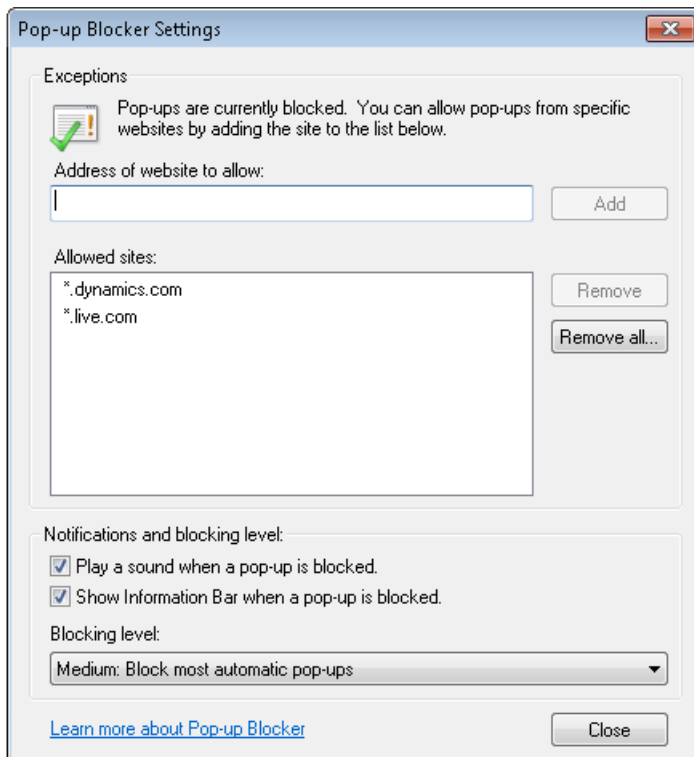 Pop-up Blocker Settings
Exceptions
Pop-ups are currently blocked. You can allow pop-ups from specific
websites by adding the site to the list below.
Address of website to allow:
Add
Allowed sites:
*.dynamics.com
*.live.com
Remove
Remove all...
Notifications and blocking level:
Play a sound when a pop-up is blocked.
Show Information Bar when a pop-up is blocked.
Blocking level:
Medium: Block most automatic pop-ups
Learn more about Pop-up Blocker
Close